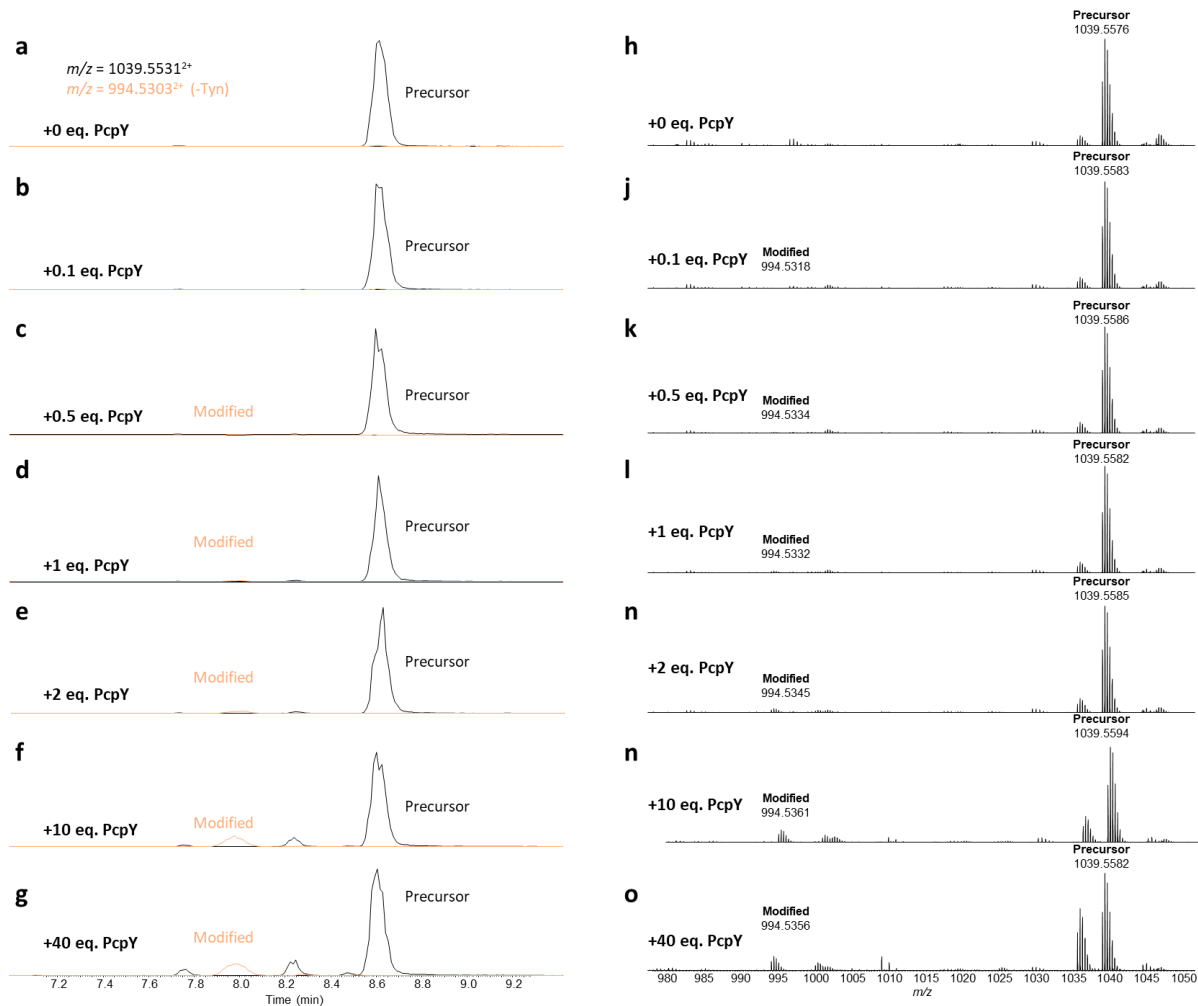 a
m/z = 1039.5531²⁺
m/z = 994.5303²⁺ (-Tyn)
Precursor
+0 eq. PcpY
b
Precursor
+0.1 eq. PcpY
c
Precursor
Modified
+0.5 eq. PcpY
d
Precursor
Modified
+1 eq. PcpY
e
Precursor
Modified
+2 eq. PcpY
f
Precursor
Modified
+10 eq. PcpY
g
Precursor
Modified
+40 eq. PcpY
7.2 7.4 7.6 7.8 8.0 8.2 8.4 8.6 8.8 9.0 9.2
Time (min)
h
Precursor
1039.5576
+0 eq. PcpY
j
Precursor
1039.5583
+0.1 eq. PcpY
Modified
994.5318
k
Precursor
1039.5586
+0.5 eq. PcpY
Modified
994.5334
l
Precursor
1039.5582
+1 eq. PcpY
Modified
994.5332
n
Precursor
1039.5585
+2 eq. PcpY
Modified
994.5345
n
Precursor
1039.5594
+10 eq. PcpY
Modified
994.5361
o
Precursor
1039.5582
+40 eq. PcpY
Modified
994.5356
980 985 990 995 1000 1005 1010 1015 1020 1025 1030 1035 1040 1045 1050
m/z